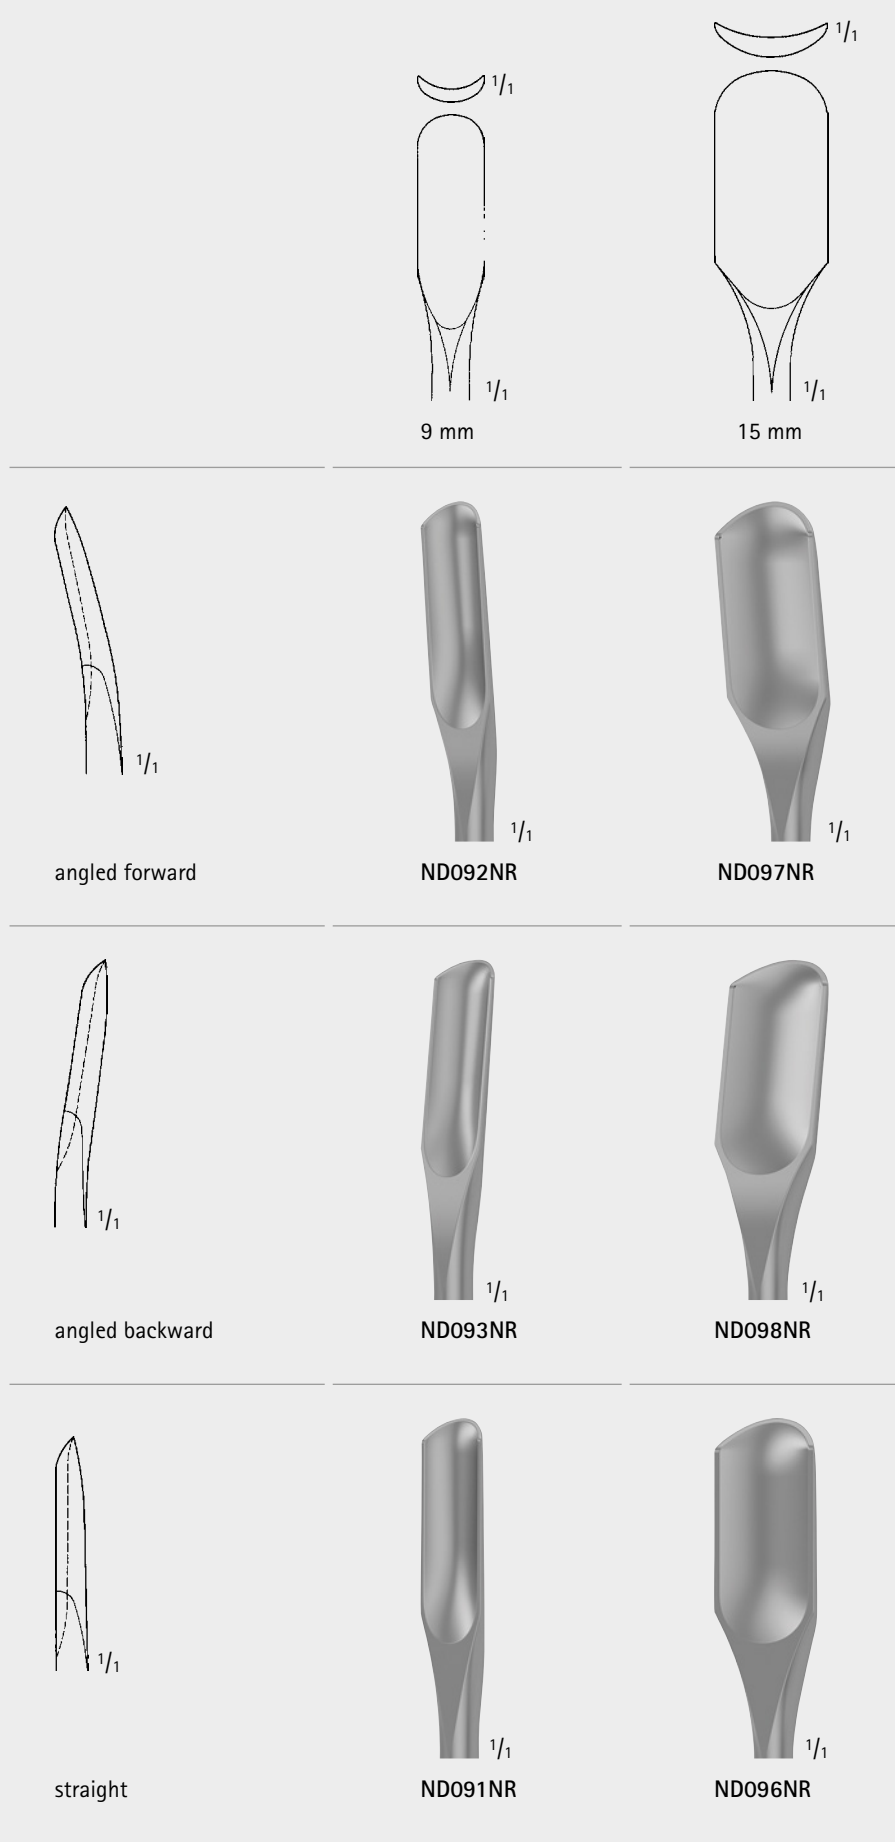 1/1
1/1
1/1 1/1
9 mm 15 mm
1/1
1/1 1/1
angled forward ND092NR ND097NR
1/1
1/1 1/1
angled backward ND093NR ND098NR
1/1
1/1 1/1
straight ND091NR ND096NR